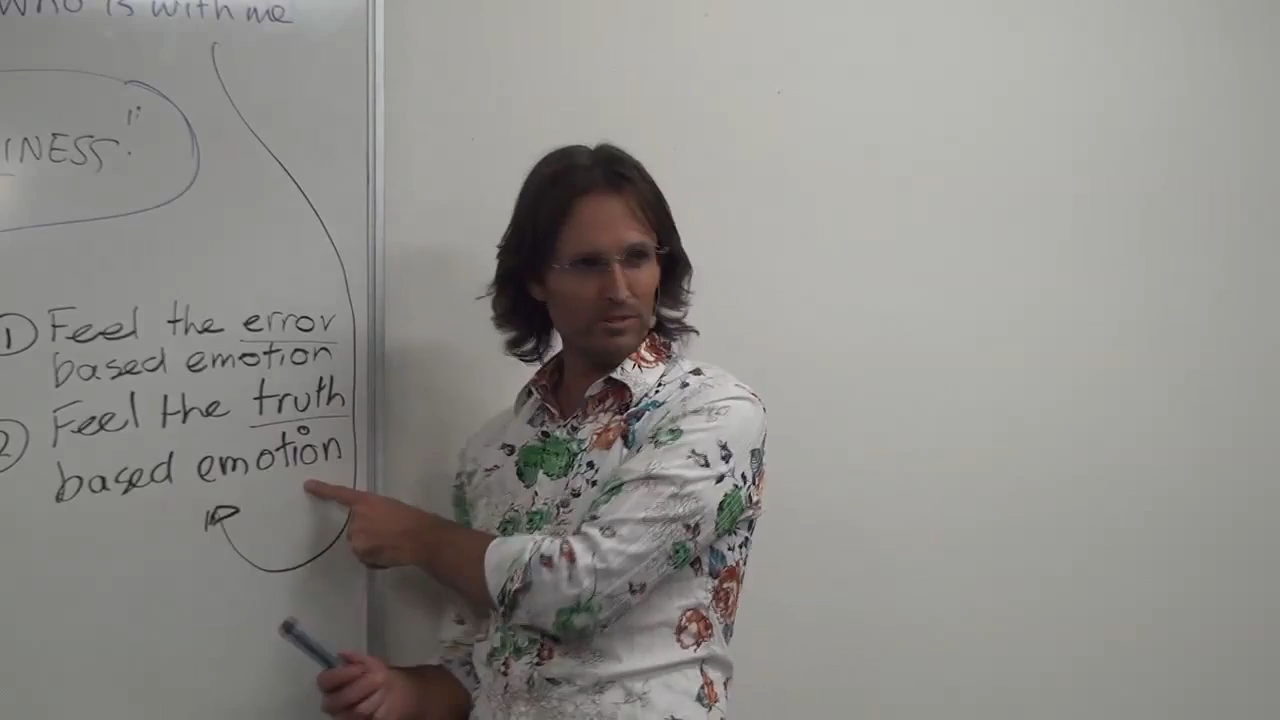 WHO is with me
INESS."
① Feel the error
based emotion
② Feel the truth
based emotion